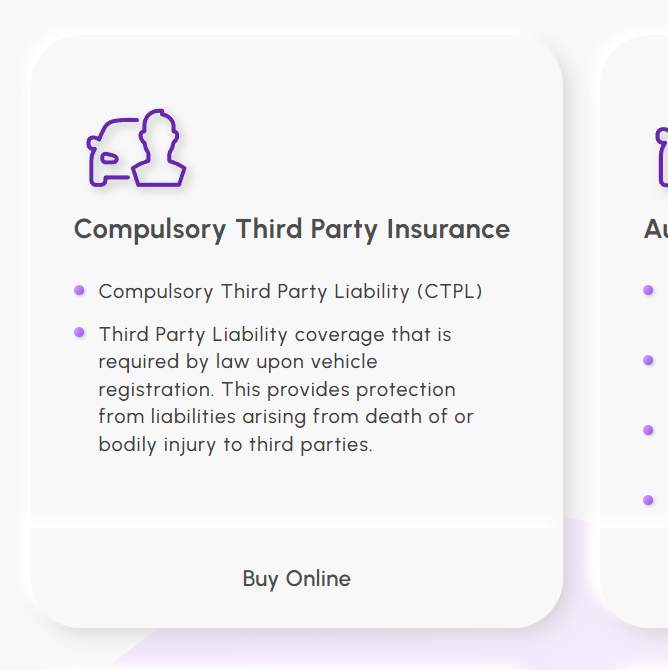 Compulsory Third Party Insurance
Compulsory Third Party Liability (CTPL)
Third Party Liability coverage that is
required by law upon vehicle
registration. This provides protection
from liabilities arising from death of or
bodily injury to third parties.
Buy Online